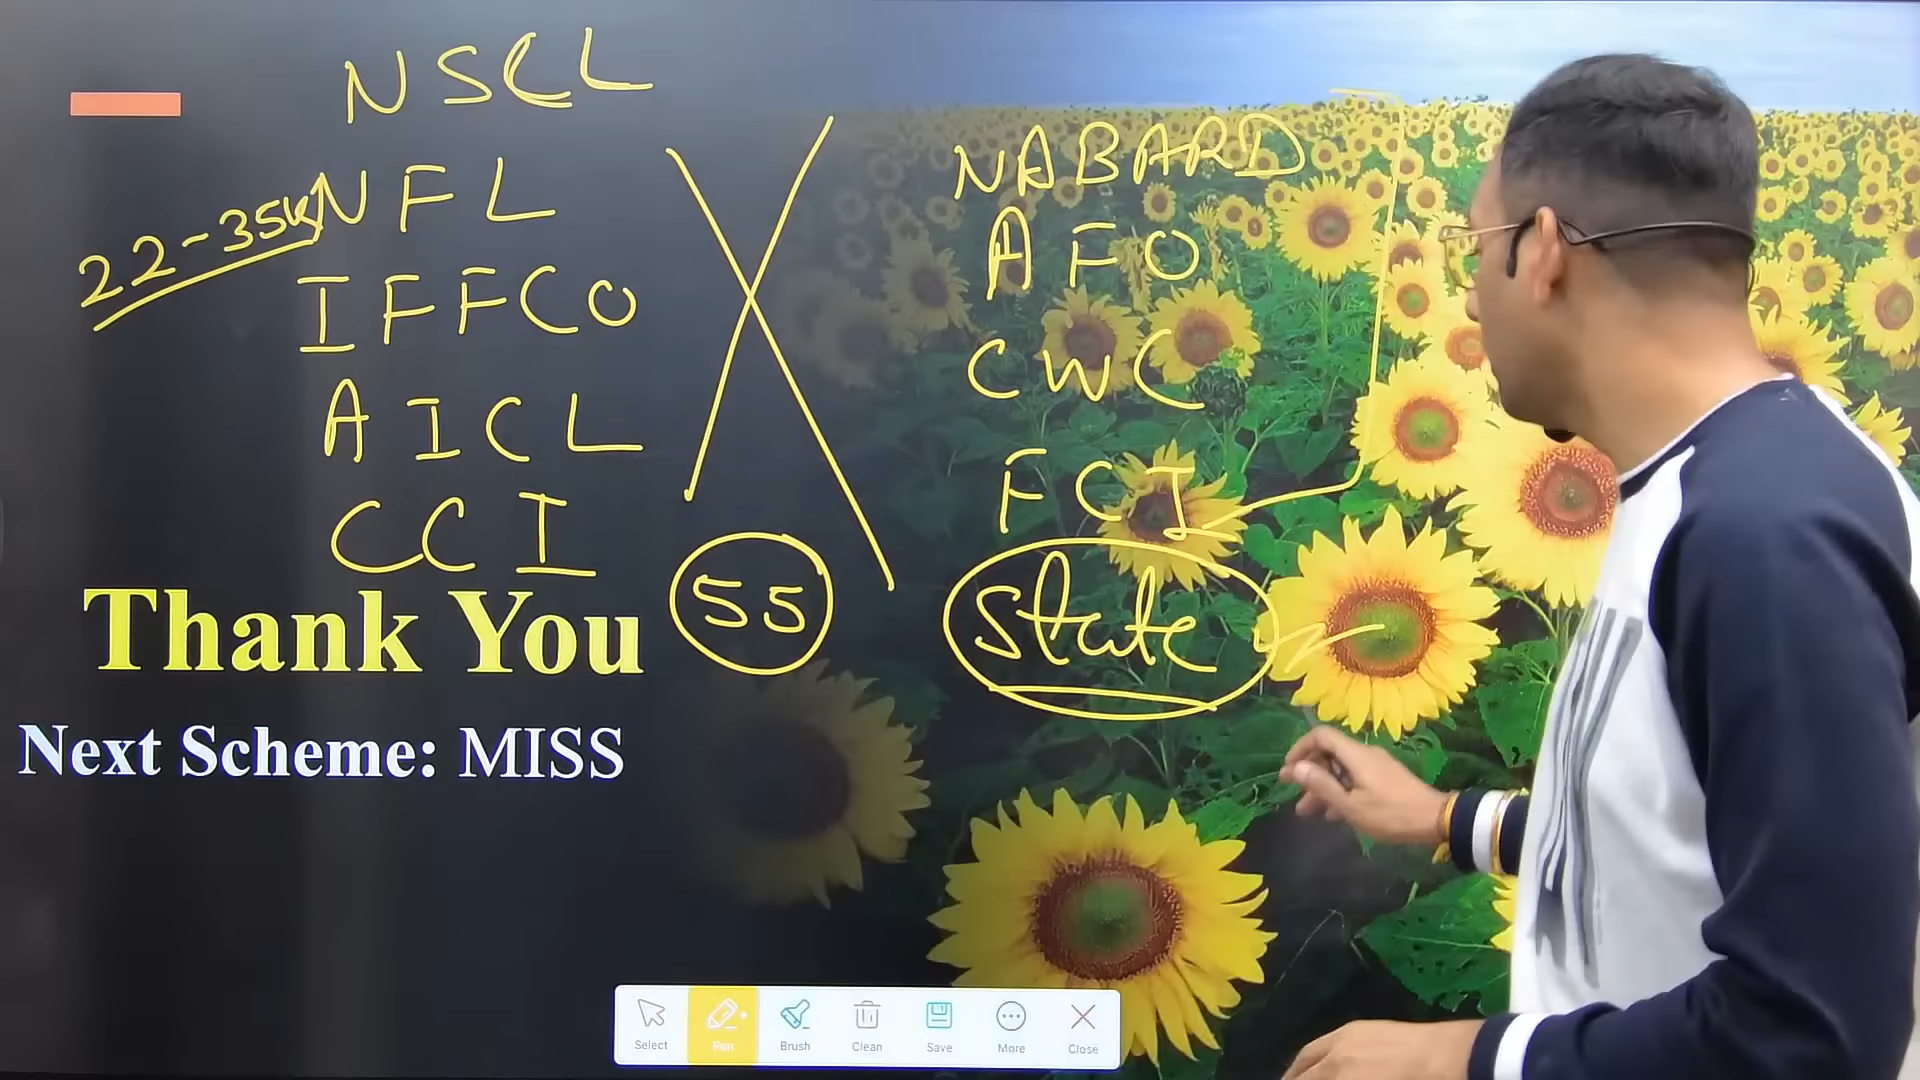 NSCL
NFL
22-35k
IFFCO
AICL
CCI
55
NABARD
AFO
CWC
FCI
State
Thank You
Next Scheme: MISS
Select
Pen
Brush
Clean
Save
More
Close